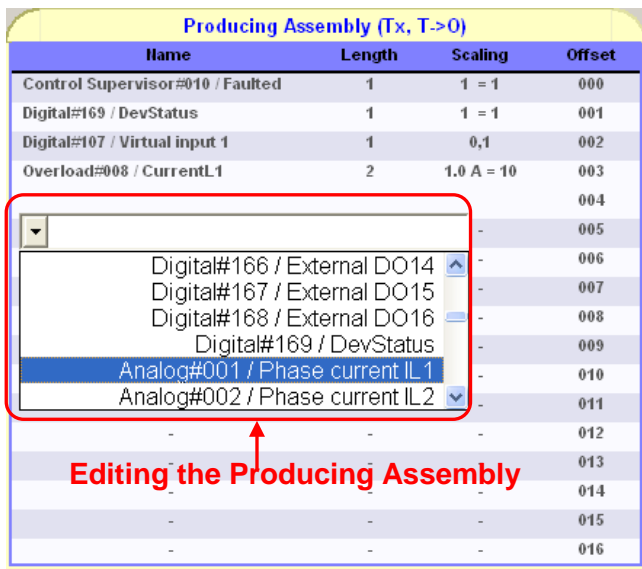 Producing Assembly (Tx, T->O)
Name Length Scaling Offset
Control Supervisor#010 / Faulted 1 1 = 1 000
Digital#169 / DevStatus 1 1 = 1 001
Digital#107 / Virtual input 1 1 0,1 002
Overload#008 / CurrentL1 2 1.0 A = 10 003
004
- 005
Digital#166 / External DO14 - 006
Digital#167 / External DO15 - 007
Digital#168 / External DO16 - 008
Digital#169 / DevStatus - 009
Analog#001 / Phase current IL1 - 010
Analog#002 / Phase current IL2 - 011
- - - 012
- - - 013
Editing the Producing Assembly
- - - 014
- - - 015
- - - 016